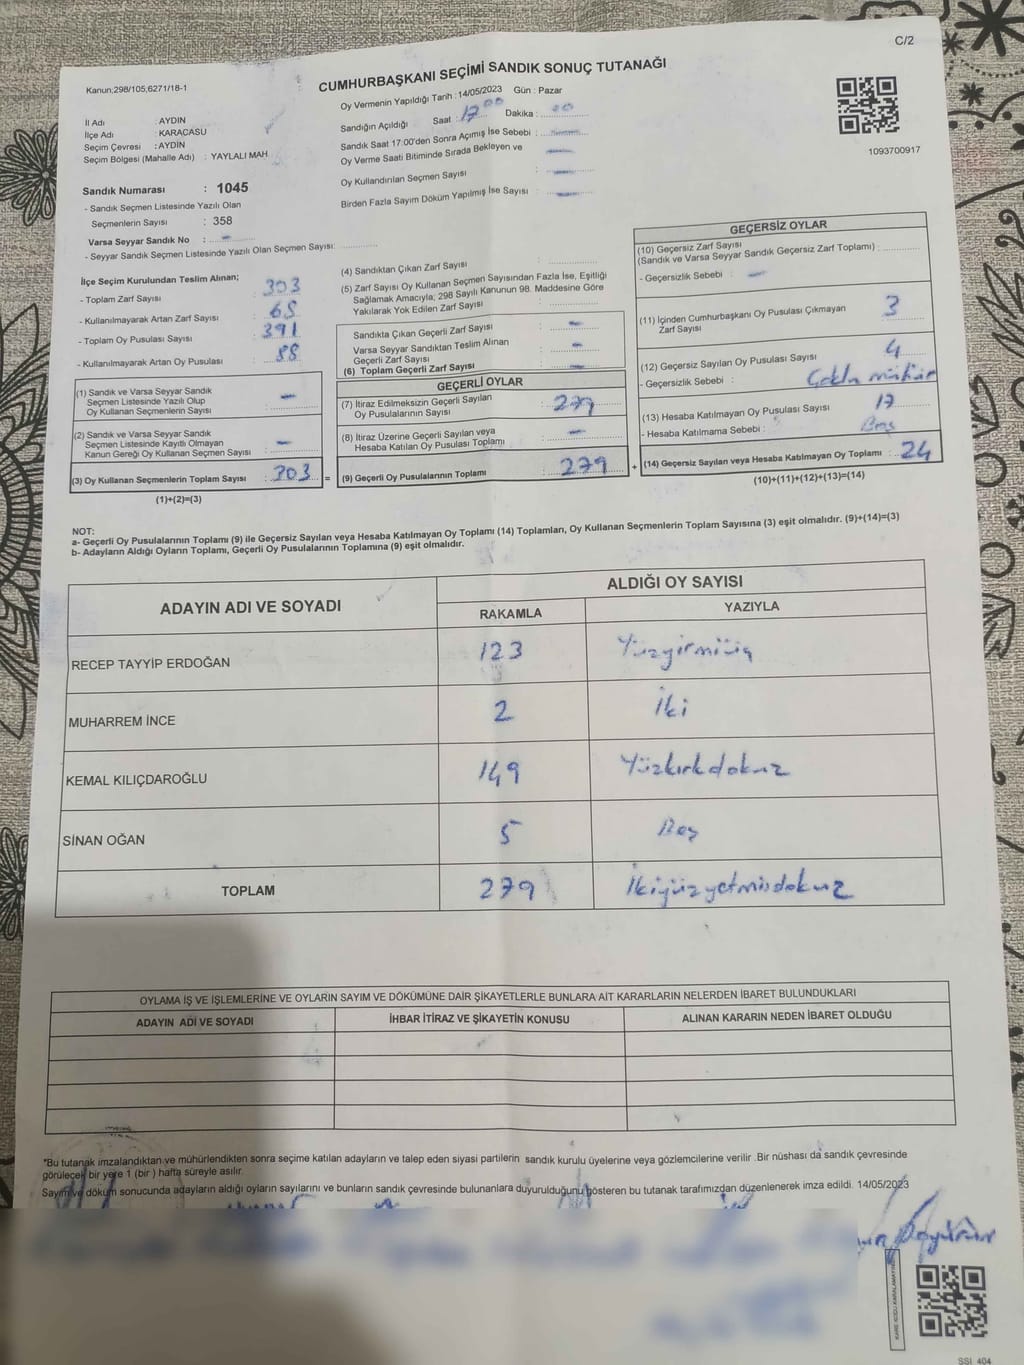 C/2
Kanun;298/105,6271/18-1
CUMHURBAŞKANI SEÇİMİ SANDIK SONUÇ TUTANAĞI
Oy Vermenin Yapıldığı Tarih :14/05/2023 Gün : Pazar
İl Adı : AYDIN
İlçe Adı : KARACASU
Seçim Çevresi : AYDIN
Seçim Bölgesi (Mahalle Adı) : YAYLALI MAH.
Sandığın Açıldığı Saat : 17 00 Dakika : 00
Sandık Saat 17:00'den Sonra Açımış İse Sebebi : —
Oy Verme Saati Bitiminde Sırada Bekleyen ve : —
Oy Kullandırılan Seçmen Sayısı : —
Birden Fazla Sayım Döküm Yapılmış İse Sayısı : —
1093700917
Sandık Numarası : 1045
- Sandık Seçmen Listesinde Yazılı Olan
Seçmenlerin Sayısı : 358
Varsa Seyyar Sandık No : —
- Seyyar Sandık Seçmen Listesinde Yazılı Olan Seçmen Sayısı:
İlçe Seçim Kurulundan Teslim Alınan;
- Toplam Zarf Sayısı : 303
- Kullanılmayarak Artan Zarf Sayısı : 65
- Toplam Oy Pusulası Sayısı : 391
- Kullanılmayarak Artan Oy Pusulası : 88
(1) Sandık ve Varsa Seyyar Sandık
Seçmen Listesinde Yazılı Olup
Oy Kullanan Seçmenlerin Sayısı : —
(2) Sandık ve Varsa Seyyar Sandık
Seçmen Listesinde Kayıtlı Olmayan
Kanun Gereği Oy Kullanan Seçmen Sayısı : —
(3) Oy Kullanan Seçmenlerin Toplam Sayısı : 303 =
(1)+(2)=(3)
(4) Sandıktan Çıkan Zarf Sayısı :
(5) Zarf Sayısı Oy Kullanan Seçmen Sayısından Fazla İse, Eşitliği
Sağlamak Amacıyla; 298 Sayılı Kanunun 98. Maddesine Göre
Yakılarak Yok Edilen Zarf Sayısı :
Sandıkta Çıkan Geçerli Zarf Sayısı : —
Varsa Seyyar Sandıktan Teslim Alınan
Geçerli Zarf Sayısı : —
(6) Toplam Geçerli Zarf Sayısı : —
GEÇERLİ OYLAR
(7) İtiraz Edilmeksizin Geçerli Sayılan
Oy Pusulalarının Sayısı : 279
(8) İtiraz Üzerine Geçerli Sayılan veya
Hesaba Katılan Oy Pusulası Toplamı : —
(9) Geçerli Oy Pusulalarının Toplamı : 279 +
GEÇERSİZ OYLAR
(10) Geçersiz Zarf Sayısı
(Sandık ve Varsa Seyyar Sandık Geçersiz Zarf Toplamı) :
- Geçersizlik Sebebi : —
(11) İçinden Cumhurbaşkanı Oy Pusulası Çıkmayan
Zarf Sayısı : 3
(12) Geçersiz Sayılan Oy Pusulası Sayısı : 4
- Geçersizlik Sebebi : Çoklu mühür
(13) Hesaba Katılmayan Oy Pusulası Sayısı : 17
- Hesaba Katılmama Sebebi : Boş
(14) Geçersiz Sayılan veya Hesaba Katılmayan Oy Toplamı : 24
(10)+(11)+(12)+(13)=(14)
NOT:
a- Geçerli Oy Pusulalarının Toplamı (9) ile Geçersiz Sayılan veya Hesaba Katılmayan Oy Toplamı (14) Toplamları, Oy Kullanan Seçmenlerin Toplam Sayısına (3) eşit olmalıdır. (9)+(14)=(3)
b- Adayların Aldığı Oyların Toplamı, Geçerli Oy Pusulalarının Toplamına (9) eşit olmalıdır.
ADAYIN ADI VE SOYADI
ALDIĞI OY SAYISI
RAKAMLA YAZIYLA
RECEP TAYYİP ERDOĞAN 123 Yüzyirmiüç
MUHARREM İNCE 2 İki
KEMAL KILIÇDAROĞLU 149 Yüzkırkdokuz
SİNAN OĞAN 5 Beş
TOPLAM 279 İkiyüzyetmişdokuz
OYLAMA İŞ VE İŞLEMLERİNE VE OYLARIN SAYIM VE DÖKÜMÜNE DAİR ŞİKAYETLERLE BUNLARA AİT KARARLARIN NELERDEN İBARET BULUNDUKLARI
ADAYIN ADI VE SOYADI İHBAR İTİRAZ VE ŞİKAYETİN KONUSU ALINAN KARARIN NEDEN İBARET OLDUĞU
*Bu tutanak imzalandıktan ve mühürlendikten sonra seçime katılan adayların ve talep eden siyasi partilerin sandık kurulu üyelerine veya gözlemcilerine verilir .Bir nüshası da sandık çevresinde
görülecek bir yere 1 (bir ) hafta süreyle asılır.
Sayım ve döküm sonucunda adayların aldığı oyların sayılarını ve bunların sandık çevresinde bulunanlara duyurulduğunu gösteren bu tutanak tarafımızdan düzenlenerek imza edildi. 14/05/2023
SSI 404